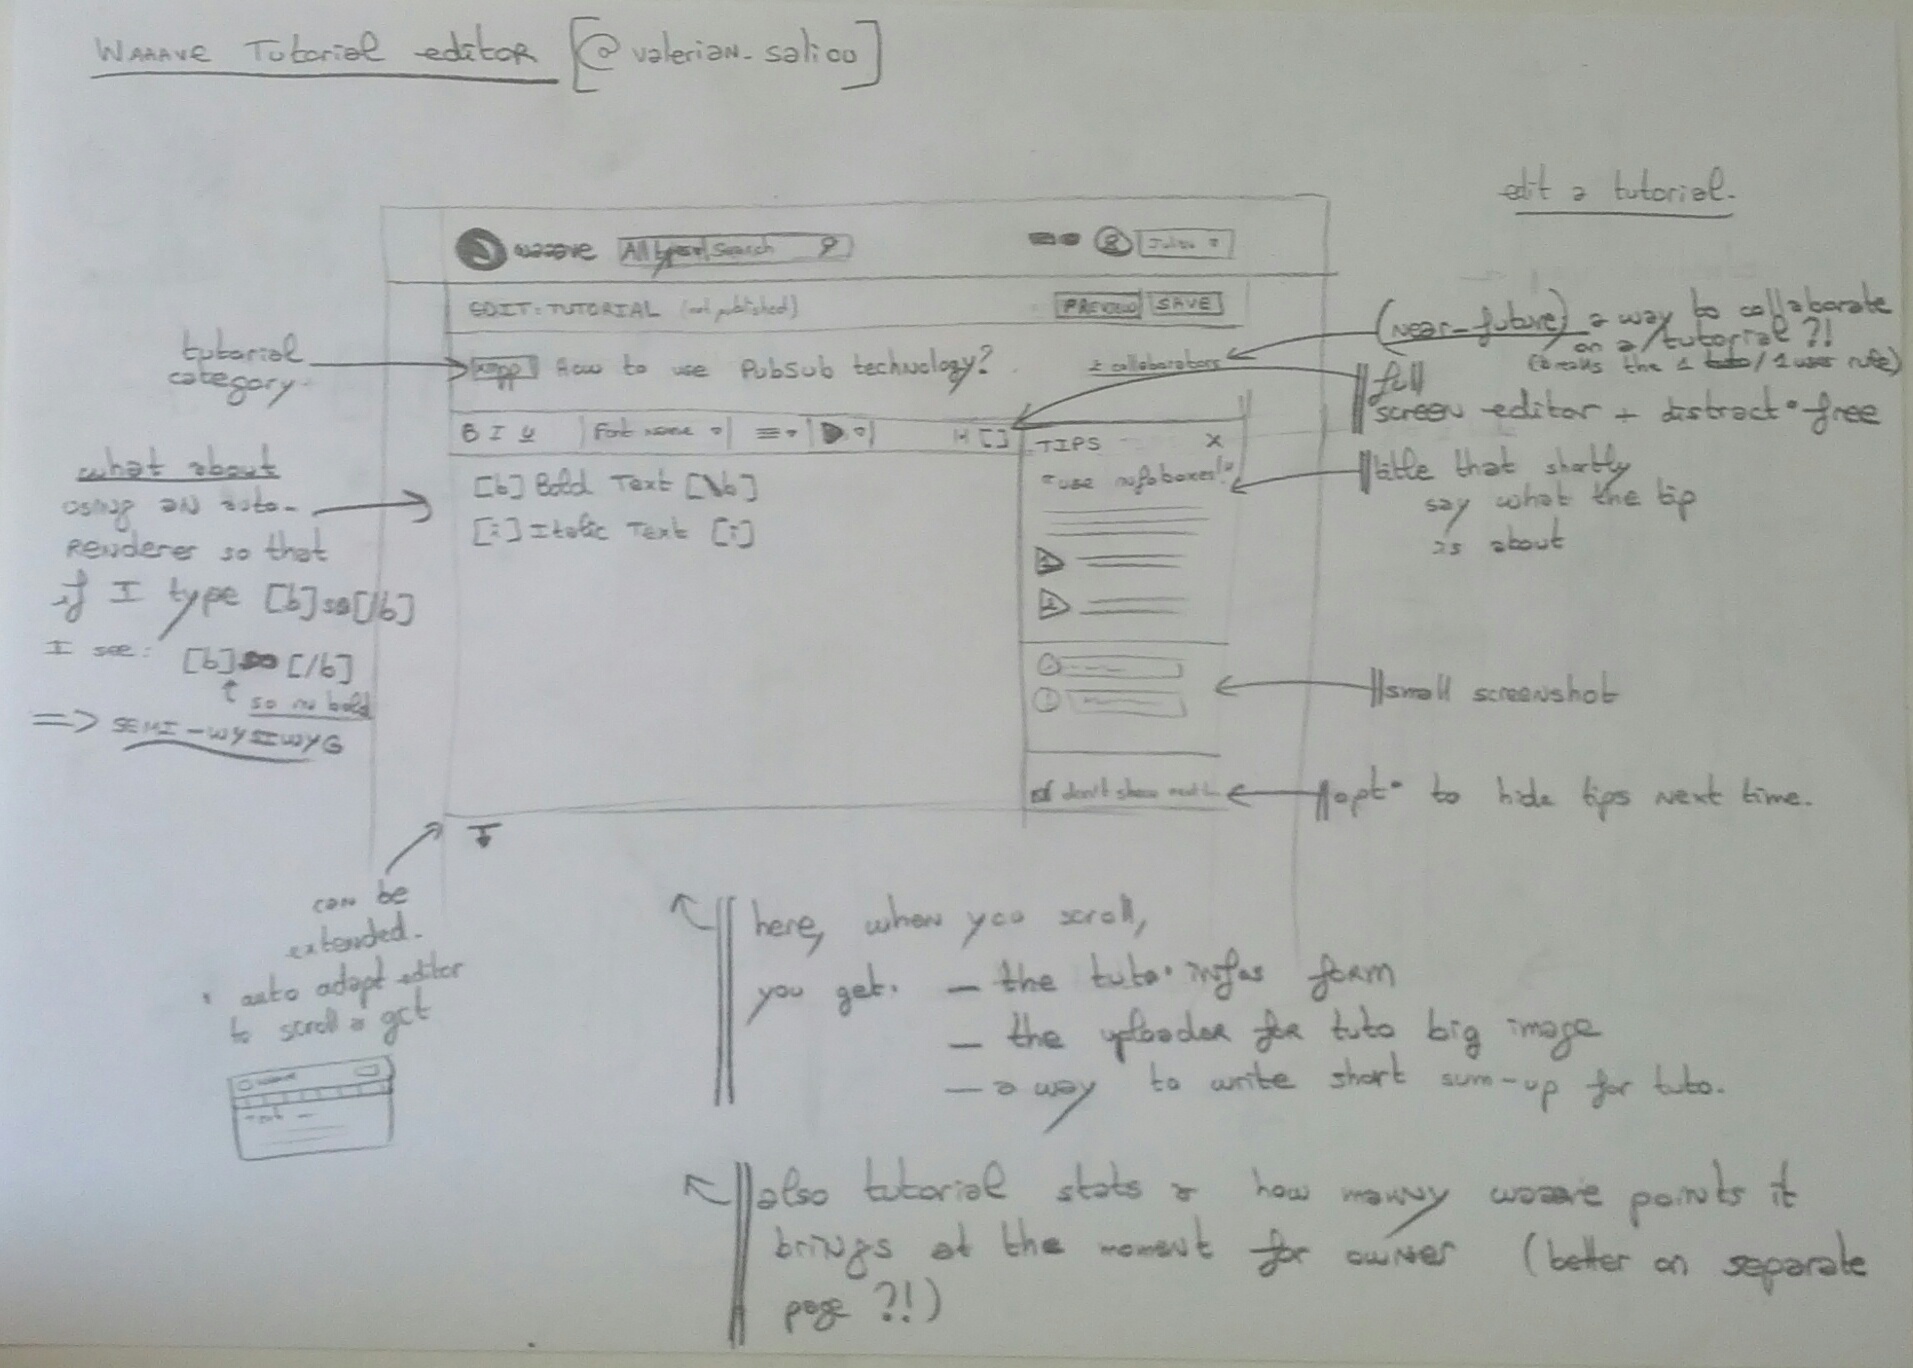 WAAAVE TUTORIAL EDITOR [@valerian_saliou]
edit a tutorial.
waaave All types Search
EDIT: TUTORIAL (not published)
PREVIEW SAVE
tutorial
category.
How to use PubSub technology?
2 collaborators
(NEAR-future) a way to collaborate
on a/tutorial ?!
(breaks the 1 tuto/1 user rule)
full
screen editor + distract° free
B I U Font name H []
TIPS X
"use infoboxes!"
title that shortly
say what the tip
is about
[b] Bold Text [\b]
[i] Italic Text [i]
what about
using an auto-
renderer so that
if I type [b]sa[/b]
I see: [b] [/b]
so no bold
=> SEMI-WYSIWYG
1
2
small screenshot
don't show next
opt° to hide tips next time.
can be
extended.
auto adapt editor
to scroll & get
waaave
here, when you scroll,
you get: - the tuto infos form
- the uploader for tuto big image
- a way to write short sum-up for tuto.
also tutorial stats & how manny waaave points it
brings at the moment for owner (better on separate
page ?!)